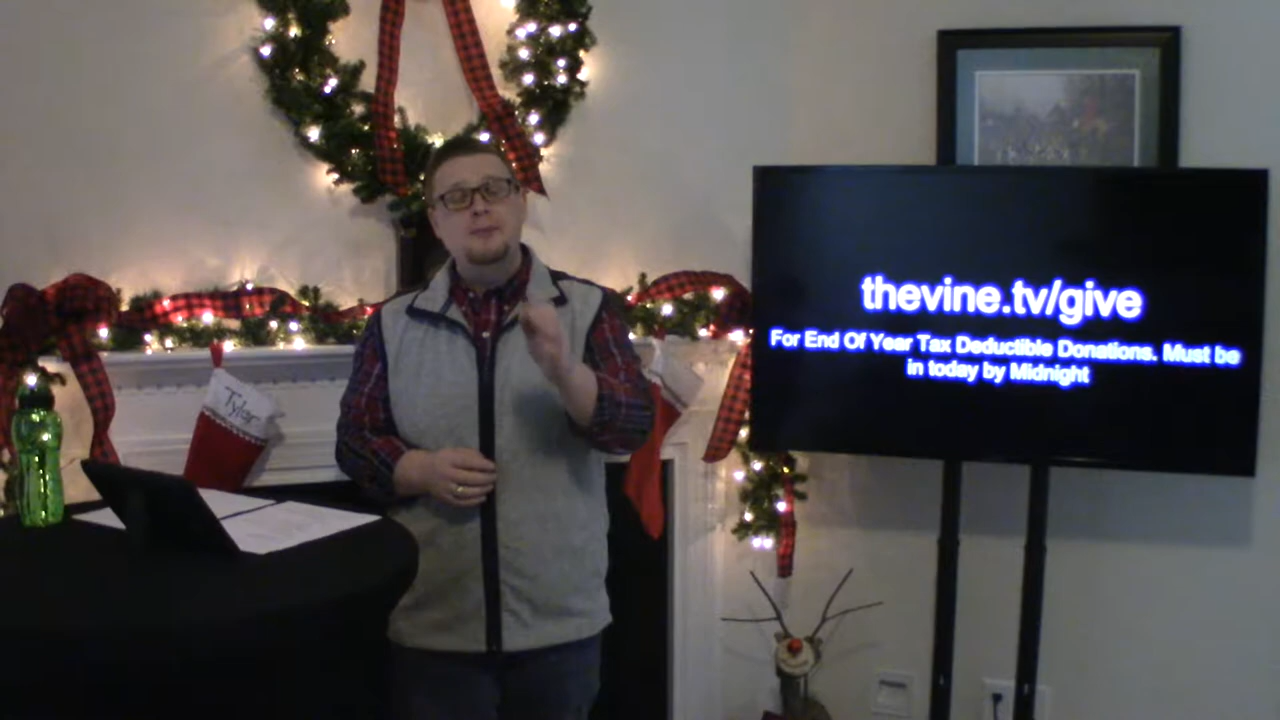 thevine.tv/give
For End Of Year Tax Deductible Donations. Must be
in today by Midnight
Tyler